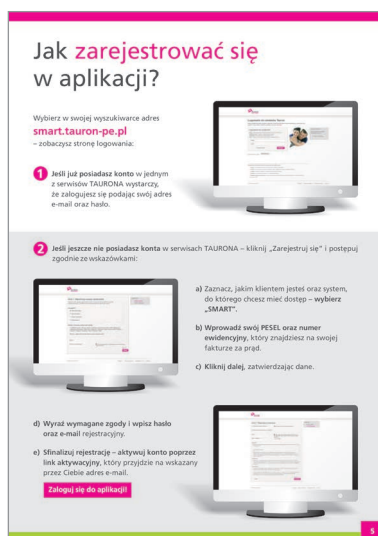 Jak zarejestrować się
w aplikacji?
Wybierz w swojej wyszukiwarce adres
smart.tauron-pe.pl
– zobaczysz stronę logowania:
1 Jeśli już posiadasz konto w jednym
z serwisów TAURONA wystarczy,
że zalogujesz się podając swój adres
e-mail oraz hasło.
2 Jeśli jeszcze nie posiadasz konta w serwisach TAURONA – kliknij „Zarejestruj się” i postępuj
zgodnie ze wskazówkami:
a) Zaznacz, jakim klientem jesteś oraz system,
do którego chcesz mieć dostęp – wybierz
„SMART”.
b) Wprowadź swój PESEL oraz numer
ewidencyjny, który znajdziesz na swojej
fakturze za prąd.
c) Kliknij dalej, zatwierdzając dane.
d) Wyraź wymagane zgody i wpisz hasło
oraz e-mail rejestracyjny.
e) Sfinalizuj rejestrację – aktywuj konto poprzez
link aktywacyjny, który przyjdzie na wskazany
przez Ciebie adres e-mail.
Zaloguj się do aplikacji!
5